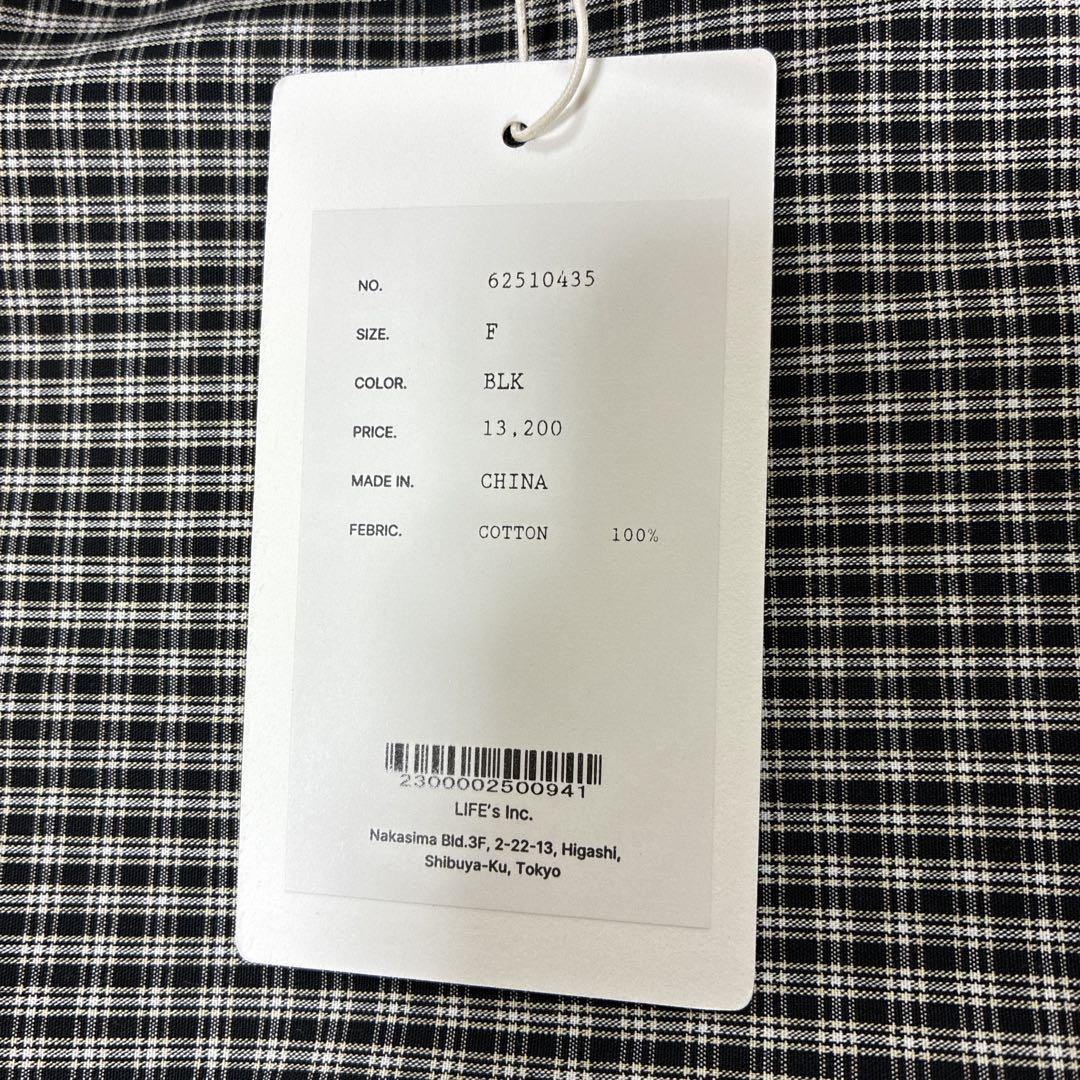 NO. 62510435
SIZE. F
COLOR. BLK
PRICE. 13,200
MADE IN. CHINA
FEBRIC. COTTON 100%
2300002500941
LIFE's Inc.
Nakasima Bld.3F, 2-22-13, Higashi,
Shibuya-Ku, Tokyo